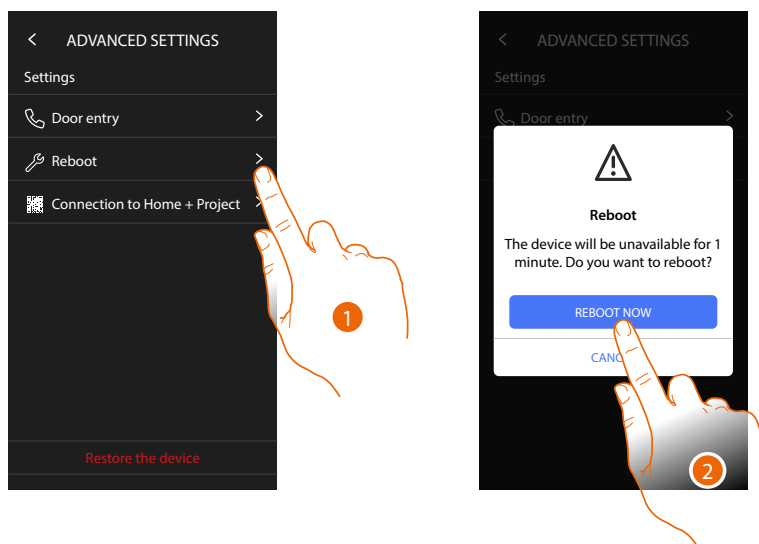 ADVANCED SETTINGS
Settings
Door entry
Reboot
Connection to Home + Project
1
Restore the device
ADVANCED SETTINGS
Settings
Door entry
Reboot
The device will be unavailable for 1
minute. Do you want to reboot?
REBOOT NOW
2